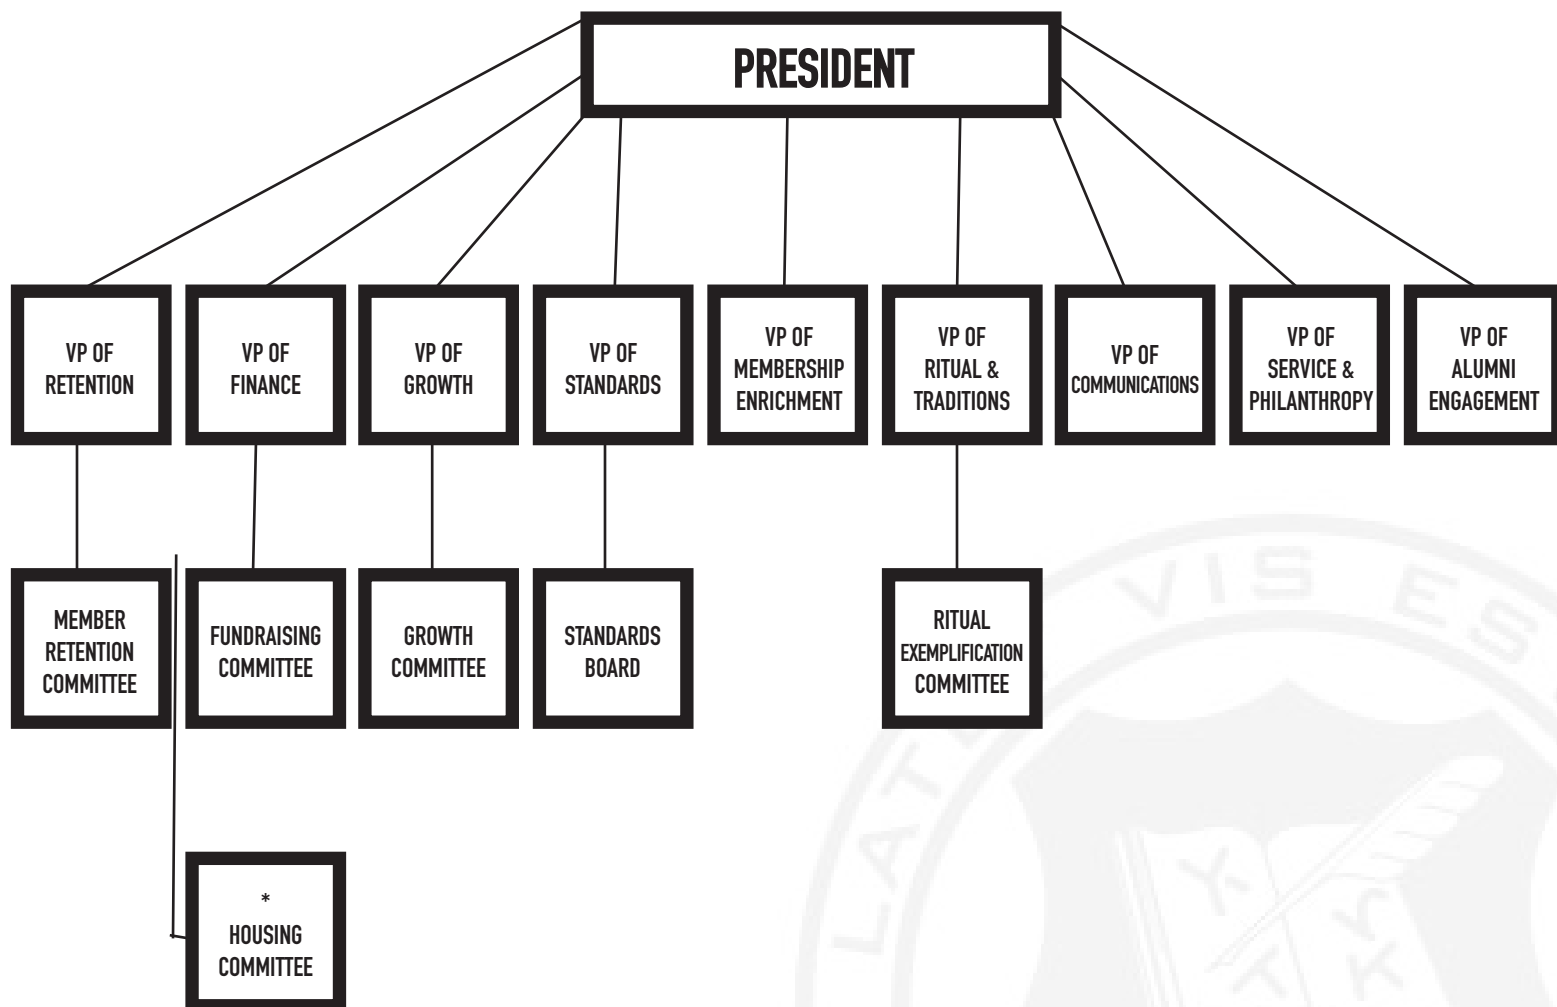 PRESIDENT
VP OF
RETENTION
VP OF
FINANCE
VP OF
GROWTH
VP OF
STANDARDS
VP OF
MEMBERSHIP
ENRICHMENT
VP OF
RITUAL &
TRADITIONS
VP OF
COMMUNICATIONS
VP OF
SERVICE &
PHILANTHROPY
VP OF
ALUMNI
ENGAGEMENT
MEMBER
RETENTION
COMMITTEE
FUNDRAISING
COMMITTEE
GROWTH
COMMITTEE
STANDARDS
BOARD
RITUAL
EXEMPLIFICATION
COMMITTEE
*
HOUSING
COMMITTEE
VIS ES